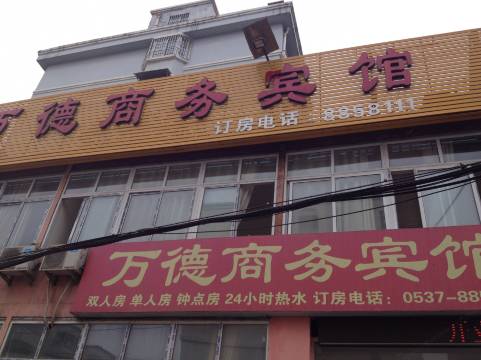 万德商务宾馆
订房电话：8858111
万德商务宾馆
双人房 单人房 钟点房 24小时热水 订房电话：0537-885